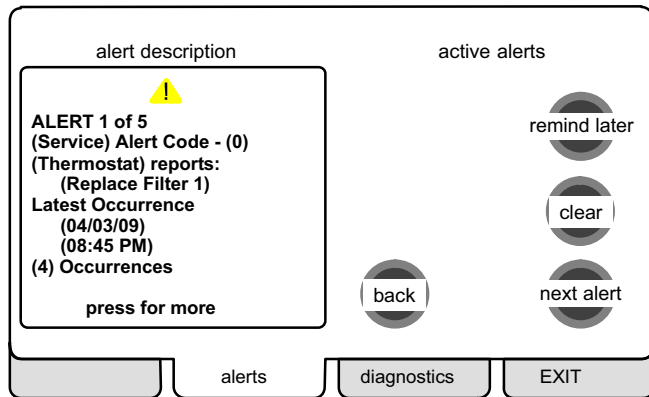 alert description
active alerts
!
ALERT 1 of 5
(Service) Alert Code - (0)
(Thermostat) reports:
(Replace Filter 1)
Latest Occurrence
(04/03/09)
(08:45 PM)
(4) Occurrences
press for more
remind later
clear
back
next alert
alerts
diagnostics
EXIT